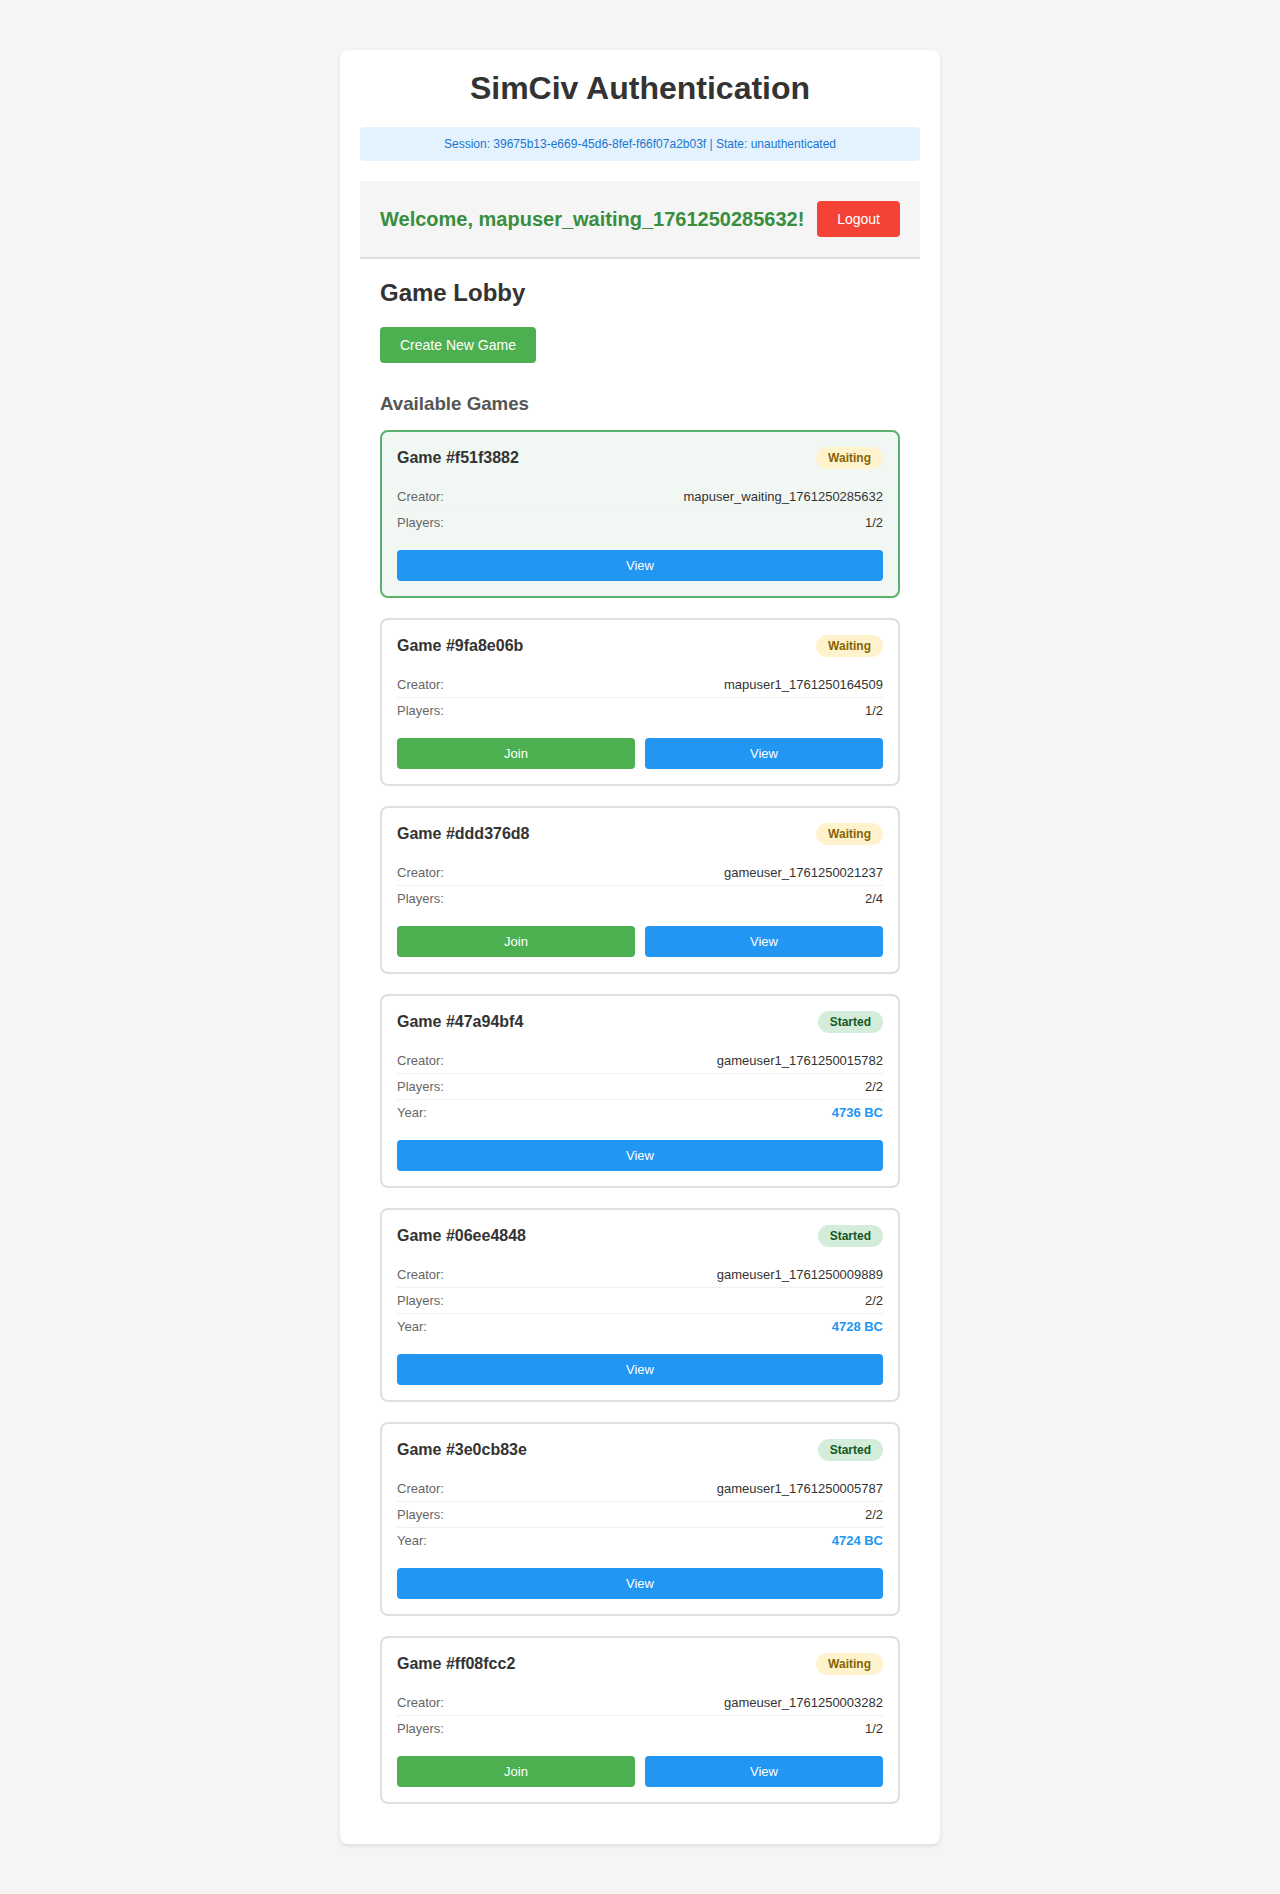 SimCiv Authentication
Session: 39675b13-e669-45d6-8fef-f66f07a2b03f | State: unauthenticated
Welcome, mapuser_waiting_1761250285632! Logout
Game Lobby
Create New Game
Available Games
Game #f51f3882 Waiting
Creator: mapuser_waiting_1761250285632
Players: 1/2
View
Game #9fa8e06b Waiting
Creator: mapuser1_1761250164509
Players: 1/2
Join View
Game #ddd376d8 Waiting
Creator: gameuser_1761250021237
Players: 2/4
Join View
Game #47a94bf4 Started
Creator: gameuser1_1761250015782
Players: 2/2
Year: 4736 BC
View
Game #06ee4848 Started
Creator: gameuser1_1761250009889
Players: 2/2
Year: 4728 BC
View
Game #3e0cb83e Started
Creator: gameuser1_1761250005787
Players: 2/2
Year: 4724 BC
View
Game #ff08fcc2 Waiting
Creator: gameuser_1761250003282
Players: 1/2
Join View